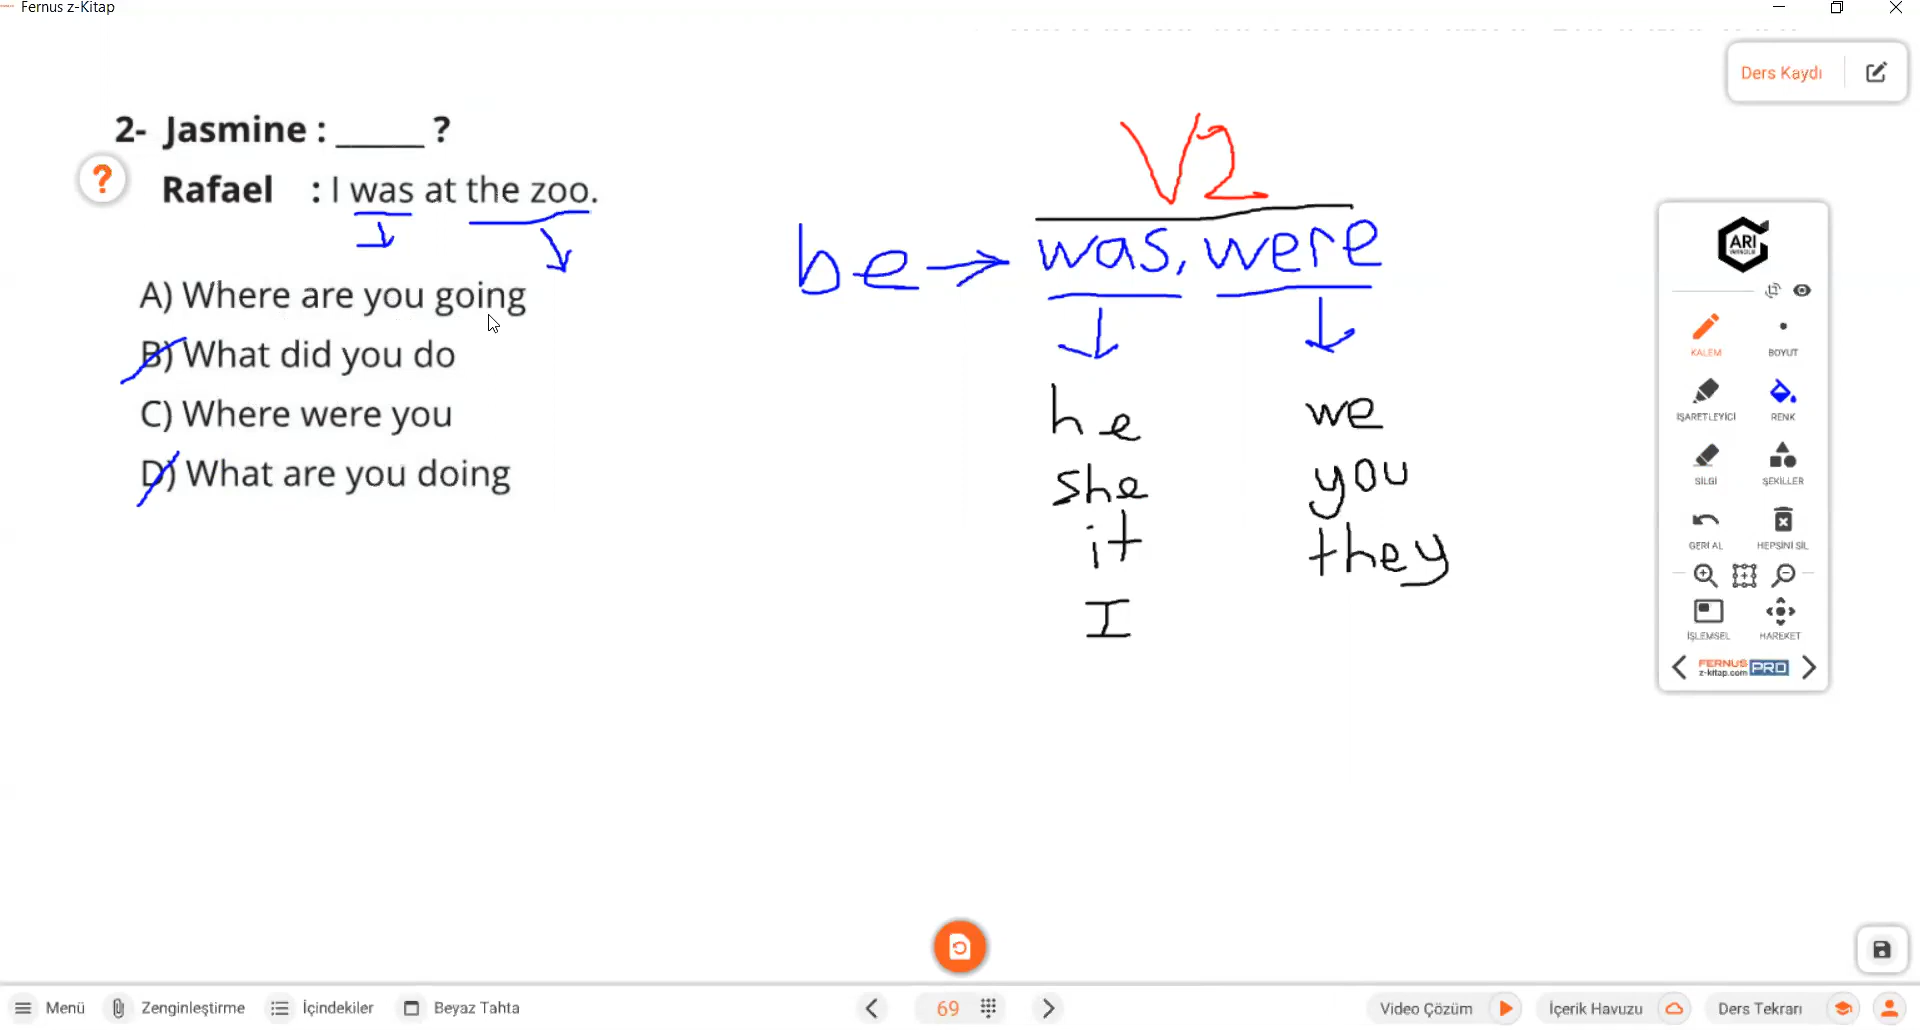 Fernus z-Kitap
Ders Kaydı
2- Jasmine : ______ ?
Rafael : I was at the zoo.
A) Where are you going
B) What did you do
C) Where were you
D) What are you doing
V2
be → was, were
he
she
it
I
we
you
they
ARI
KALEM
BOYUT
İŞARETLEYİCİ
RENK
SİLGİ
ŞEKİLLER
GERİ AL
HEPSİNİ SİL
İŞLEMSEL
HAREKET
FERNUS
z-kitap.com PRO
Menü
Zenginleştirme
İçindekiler
Beyaz Tahta
69
Video Çözüm
İçerik Havuzu
Ders Tekrarı